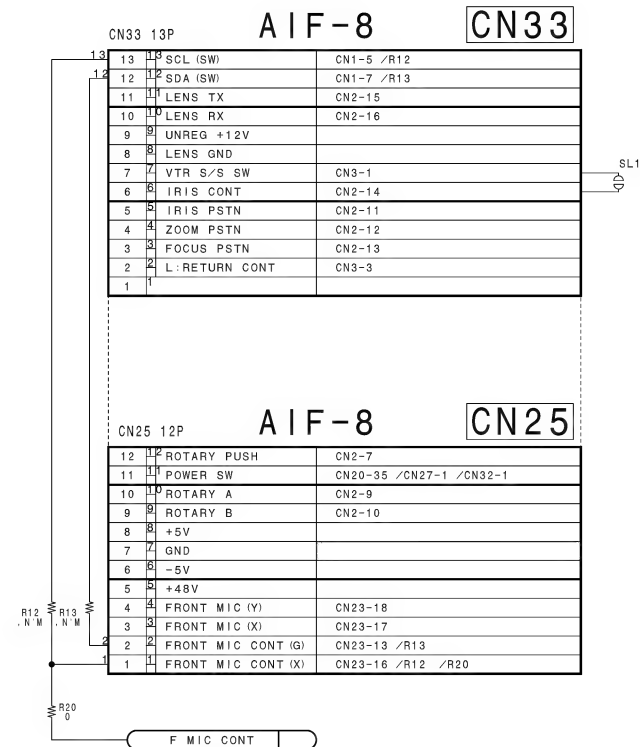 CN33 13P AIF-8 CN33
13 13 13 SCL (SW) CN1-5 /R12
12 12 12 SDA (SW) CN1-7 /R13
11 11 LENS TX CN2-15
10 10 LENS RX CN2-16
9 9 UNREG +12V
8 8 LENS GND
7 7 VTR S/S SW CN3-1
SL1
6 6 IRIS CONT CN2-14
5 5 IRIS PSTN CN2-11
4 4 ZOOM PSTN CN2-12
3 3 FOCUS PSTN CN2-13
2 2 L:RETURN CONT CN3-3
1 1
CN25 12P AIF-8 CN25
12 12 ROTARY PUSH CN2-7
11 11 POWER SW CN20-35 /CN27-1 /CN32-1
10 10 ROTARY A CN2-9
9 9 ROTARY B CN2-10
8 8 +5V
7 7 GND
6 6 -5V
5 5 +48V
4 4 FRONT MIC (Y) CN23-18
R12 R13
.N'M .N'M
3 3 FRONT MIC (X) CN23-17
2 2 2 FRONT MIC CONT (G) CN23-13 /R13
1 1 1 FRONT MIC CONT (X) CN23-16 /R12 /R20
R20
0
F MIC CONT